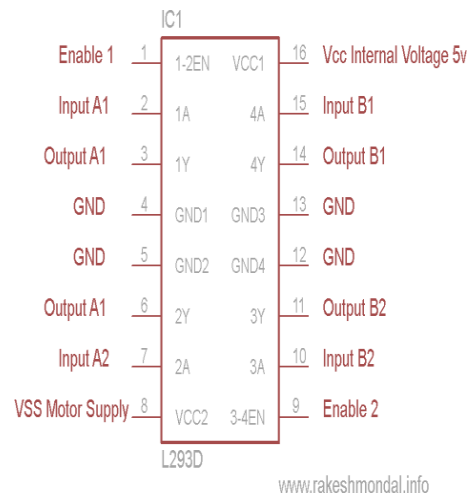 IC1
Enable 1 1 1-2EN VCC1 16 Vcc Internal Voltage 5v
Input A1 2 1A 4A 15 Input B1
Output A1 3 1Y 4Y 14 Output B1
GND 4 GND1 GND3 13 GND
GND 5 GND2 GND4 12 GND
Output A1 6 2Y 3Y 11 Output B2
Input A2 7 2A 3A 10 Input B2
VSS Motor Supply 8 VCC2 3-4EN 9 Enable 2
L293D
www.rakeshmondal.info